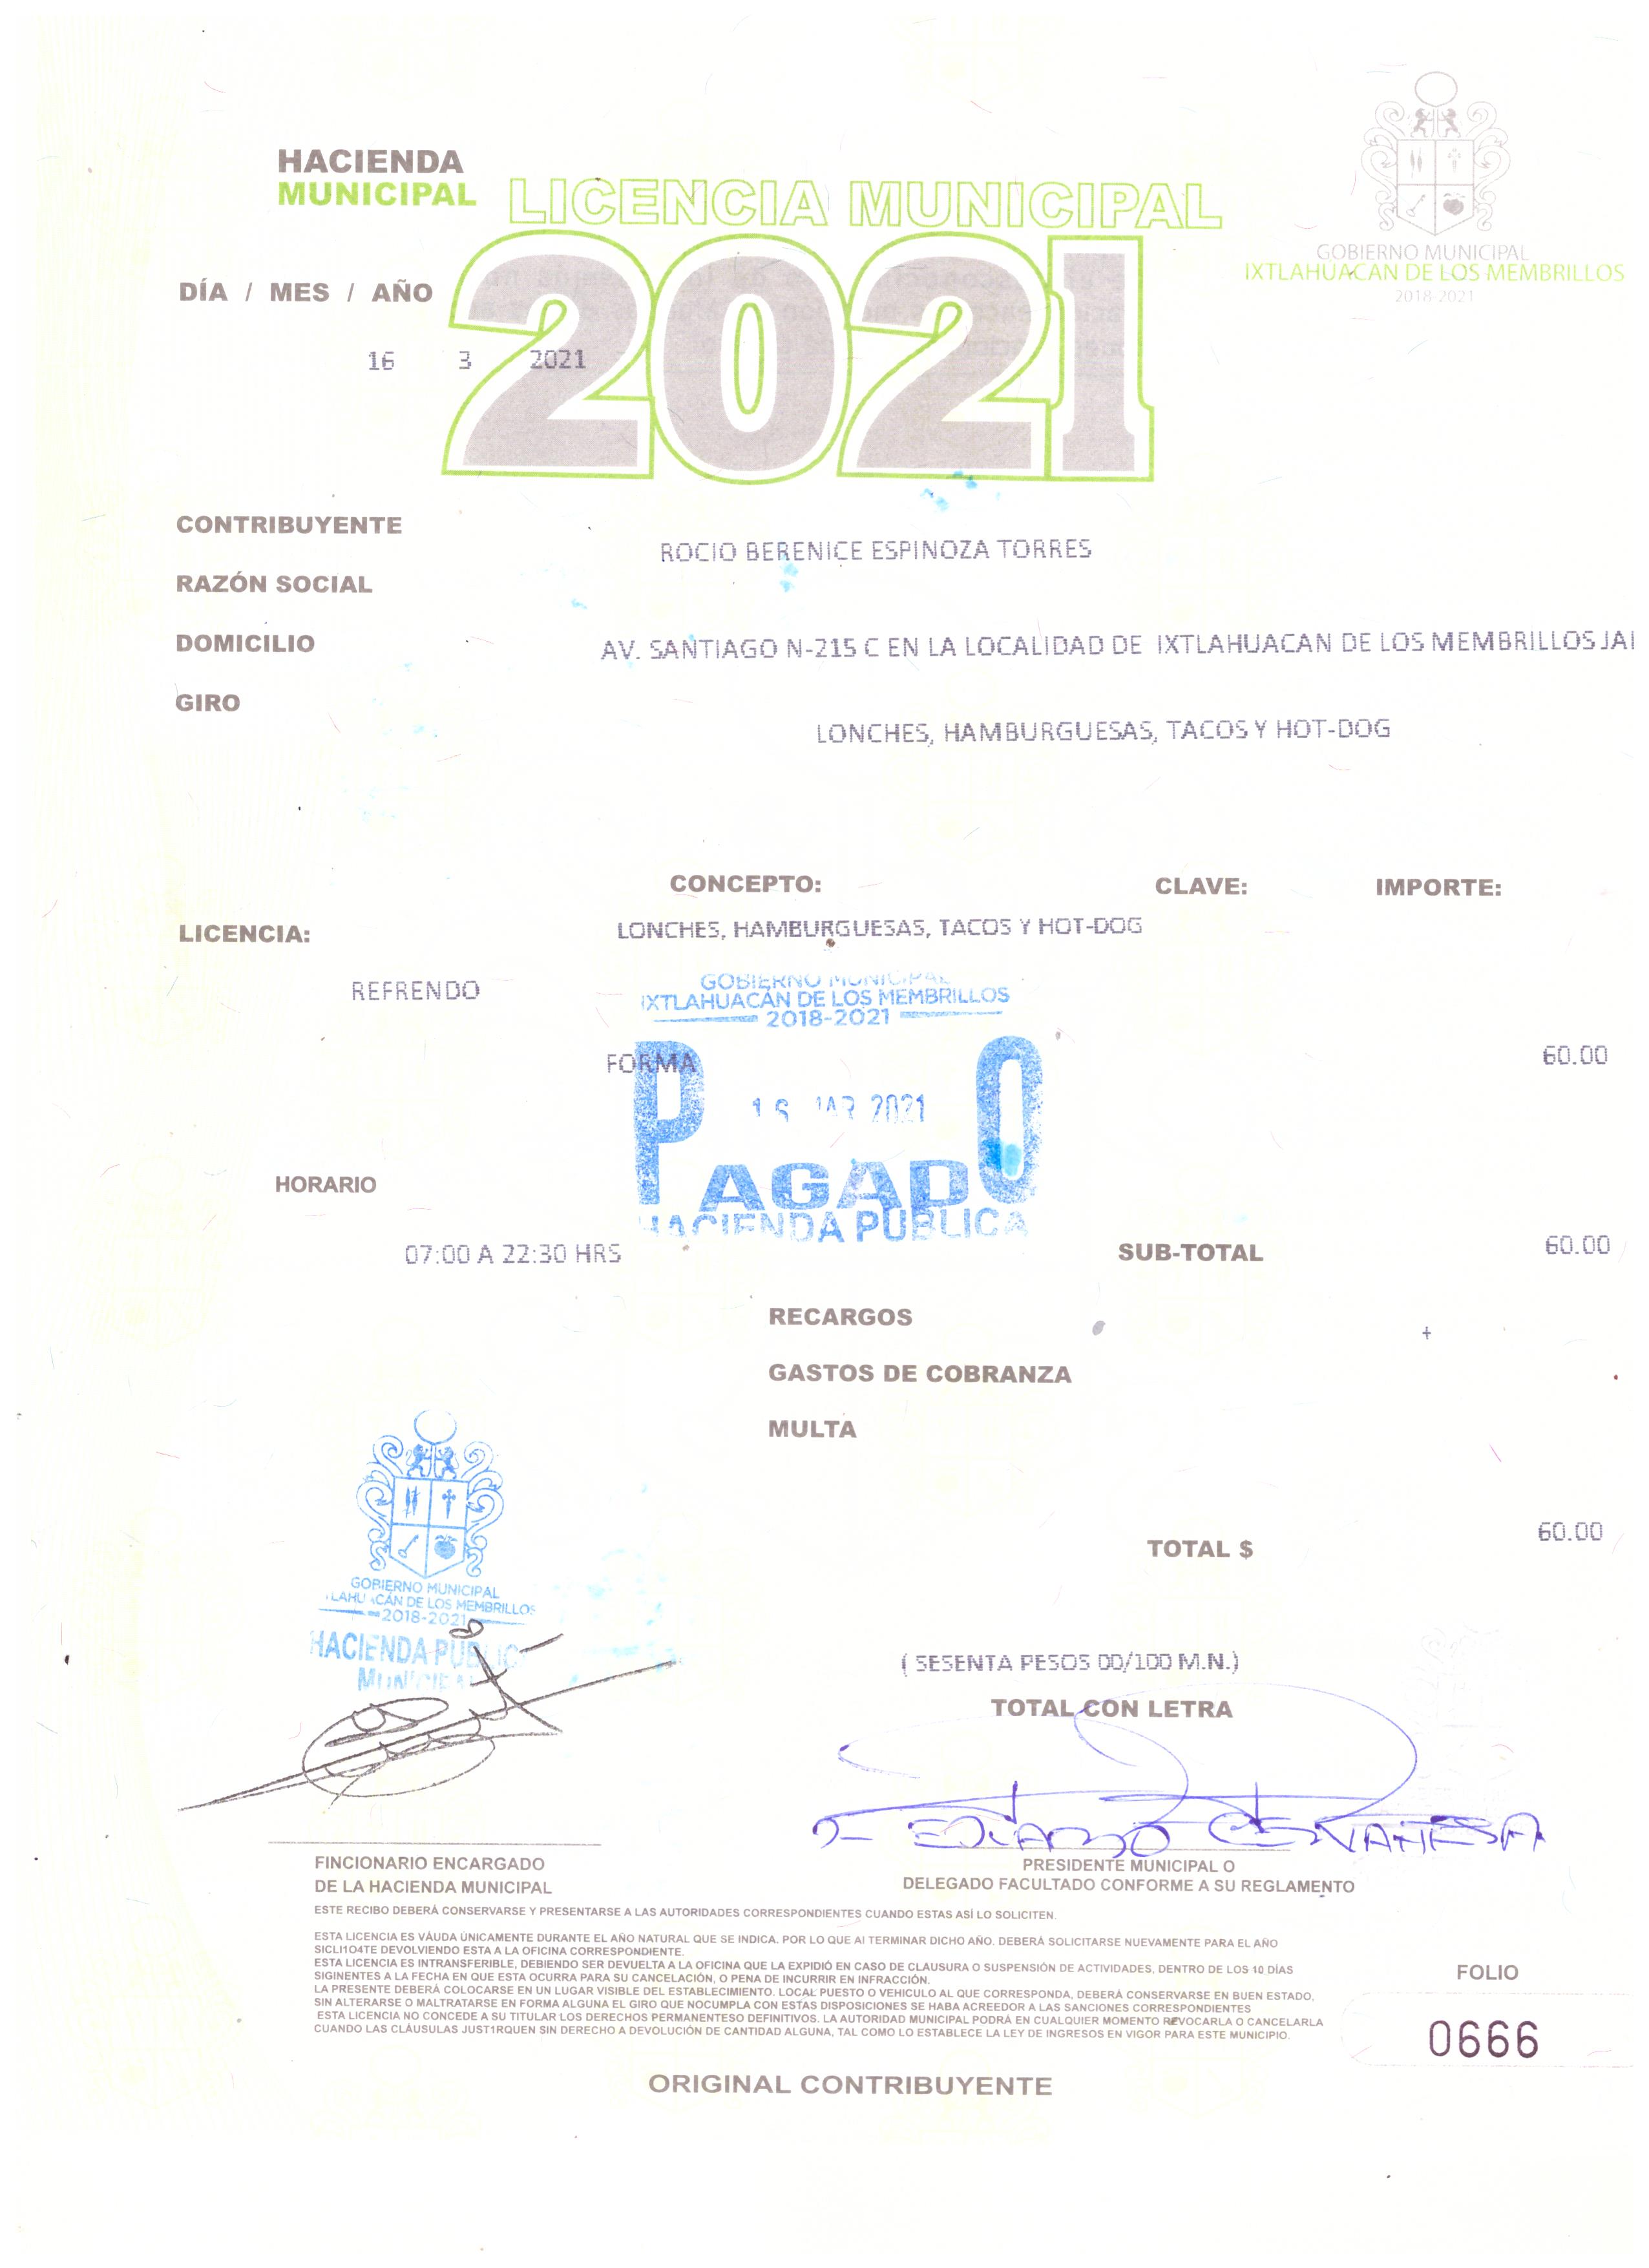 HACIENDA
MUNICIPAL
LICENCIA MUNICIPAL
2021
GOBIERNO MUNICIPAL
IXTLAHUACAN DE LOS MEMBRILLOS
2018-2021
DÍA / MES / AÑO
16 3 2021
CONTRIBUYENTE
ROCIO BERENICE ESPINOZA TORRES
RAZÓN SOCIAL
DOMICILIO
AV. SANTIAGO N-215 C EN LA LOCALIDAD DE IXTLAHUACAN DE LOS MEMBRILLOS JAL
GIRO
LONCHES, HAMBURGUESAS, TACOS Y HOT-DOG
CONCEPTO: CLAVE: IMPORTE:
LICENCIA: LONCHES, HAMBURGUESAS, TACOS Y HOT-DOG
REFRENDO
GOBIERNO MUNICIPAL
IXTLAHUACÁN DE LOS MEMBRILLOS
2018-2021
FORMA 60.00
16 MAR 2021
PAGADO
HACIENDA PUBLICA
HORARIO
07:00 A 22:30 HRS
SUB-TOTAL 60.00
RECARGOS
GASTOS DE COBRANZA
MULTA
TOTAL $ 60.00
GOBIERNO MUNICIPAL
IXTLAHUACÁN DE LOS MEMBRILLOS
2018-2021
HACIENDA PUBLICA
MUNICIPAL
( SESENTA PESOS 00/100 M.N.)
TOTAL CON LETRA
FINCIONARIO ENCARGADO
DE LA HACIENDA MUNICIPAL
PRESIDENTE MUNICIPAL O
DELEGADO FACULTADO CONFORME A SU REGLAMENTO
ESTE RECIBO DEBERÁ CONSERVARSE Y PRESENTARSE A LAS AUTORIDADES CORRESPONDIENTES CUANDO ESTAS ASÍ LO SOLICITEN.
ESTA LICENCIA ES VÁUDA ÚNICAMENTE DURANTE EL AÑO NATURAL QUE SE INDICA. POR LO QUE AI TERMINAR DICHO AÑO. DEBERÁ SOLICITARSE NUEVAMENTE PARA EL AÑO
SICLI1O4TE DEVOLVIENDO ESTA A LA OFICINA CORRESPONDIENTE.
ESTA LICENCIA ES INTRANSFERIBLE, DEBIENDO SER DEVUELTA A LA OFICINA QUE LA EXPIDIÓ EN CASO DE CLAUSURA O SUSPENSIÓN DE ACTIVIDADES, DENTRO DE LOS 10 DÍAS
SIGINENTES A LA FECHA EN QUE ESTA OCURRA PARA SU CANCELACIÓN, O PENA DE INCURRIR EN INFRACCIÓN.
LA PRESENTE DEBERÁ COLOCARSE EN UN LUGAR VISIBLE DEL ESTABLECIMIENTO. LOCAL PUESTO O VEHICULO AL QUE CORRESPONDA, DEBERÁ CONSERVARSE EN BUEN ESTADO,
SIN ALTERARSE O MALTRATARSE EN FORMA ALGUNA EL GIRO QUE NOCUMPLA CON ESTAS DISPOSICIONES SE HABA ACREEDOR A LAS SANCIONES CORRESPONDIENTES
ESTA LICENCIA NO CONCEDE A SU TITULAR LOS DERECHOS PERMANENTESO DEFINITIVOS. LA AUTORIDAD MUNICIPAL PODRÁ EN CUALQUIER MOMENTO REVOCARLA O CANCELARLA
CUANDO LAS CLÁUSULAS JUST1RQUEN SIN DERECHO A DEVOLUCIÓN DE CANTIDAD ALGUNA, TAL COMO LO ESTABLECE LA LEY DE INGRESOS EN VIGOR PARA ESTE MUNICIPIO.
FOLIO
0666
ORIGINAL CONTRIBUYENTE